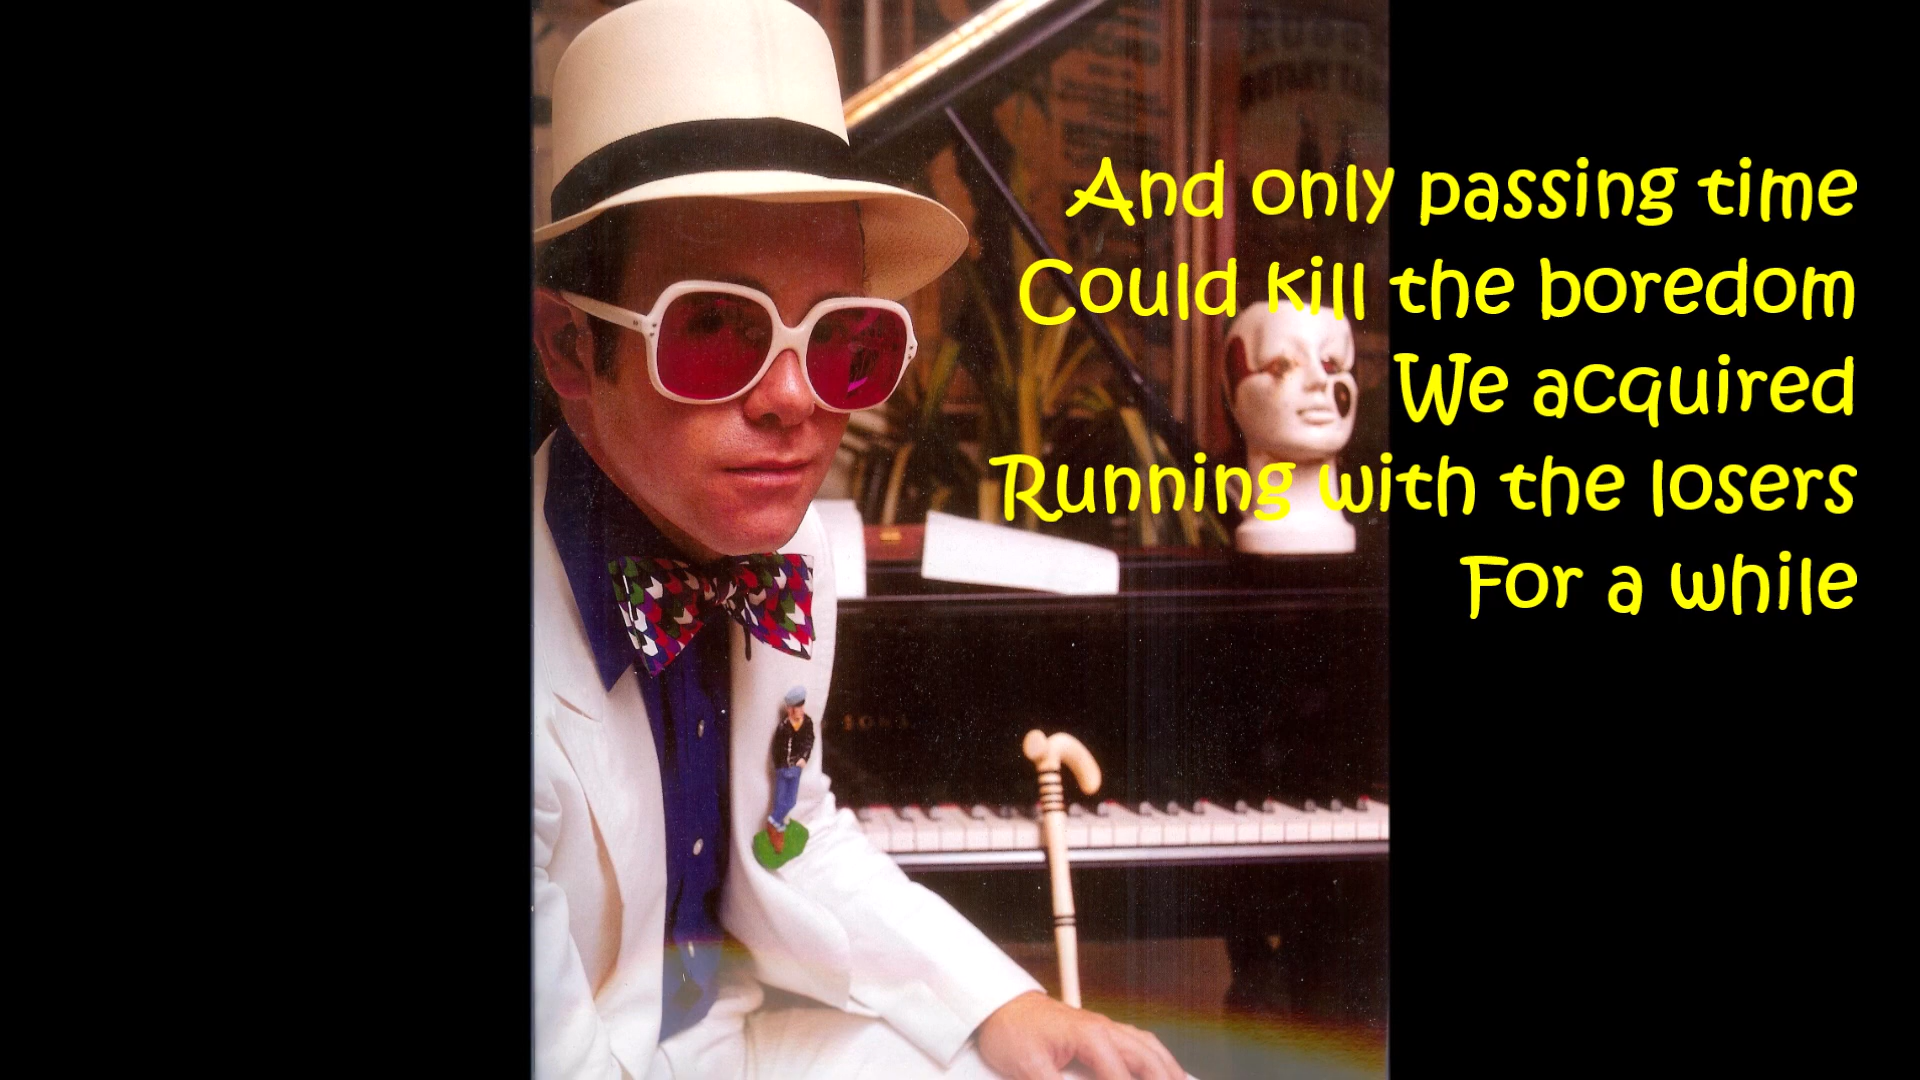 And only passing time
Could kill the boredom
We acquired
Running with the losers
For a while